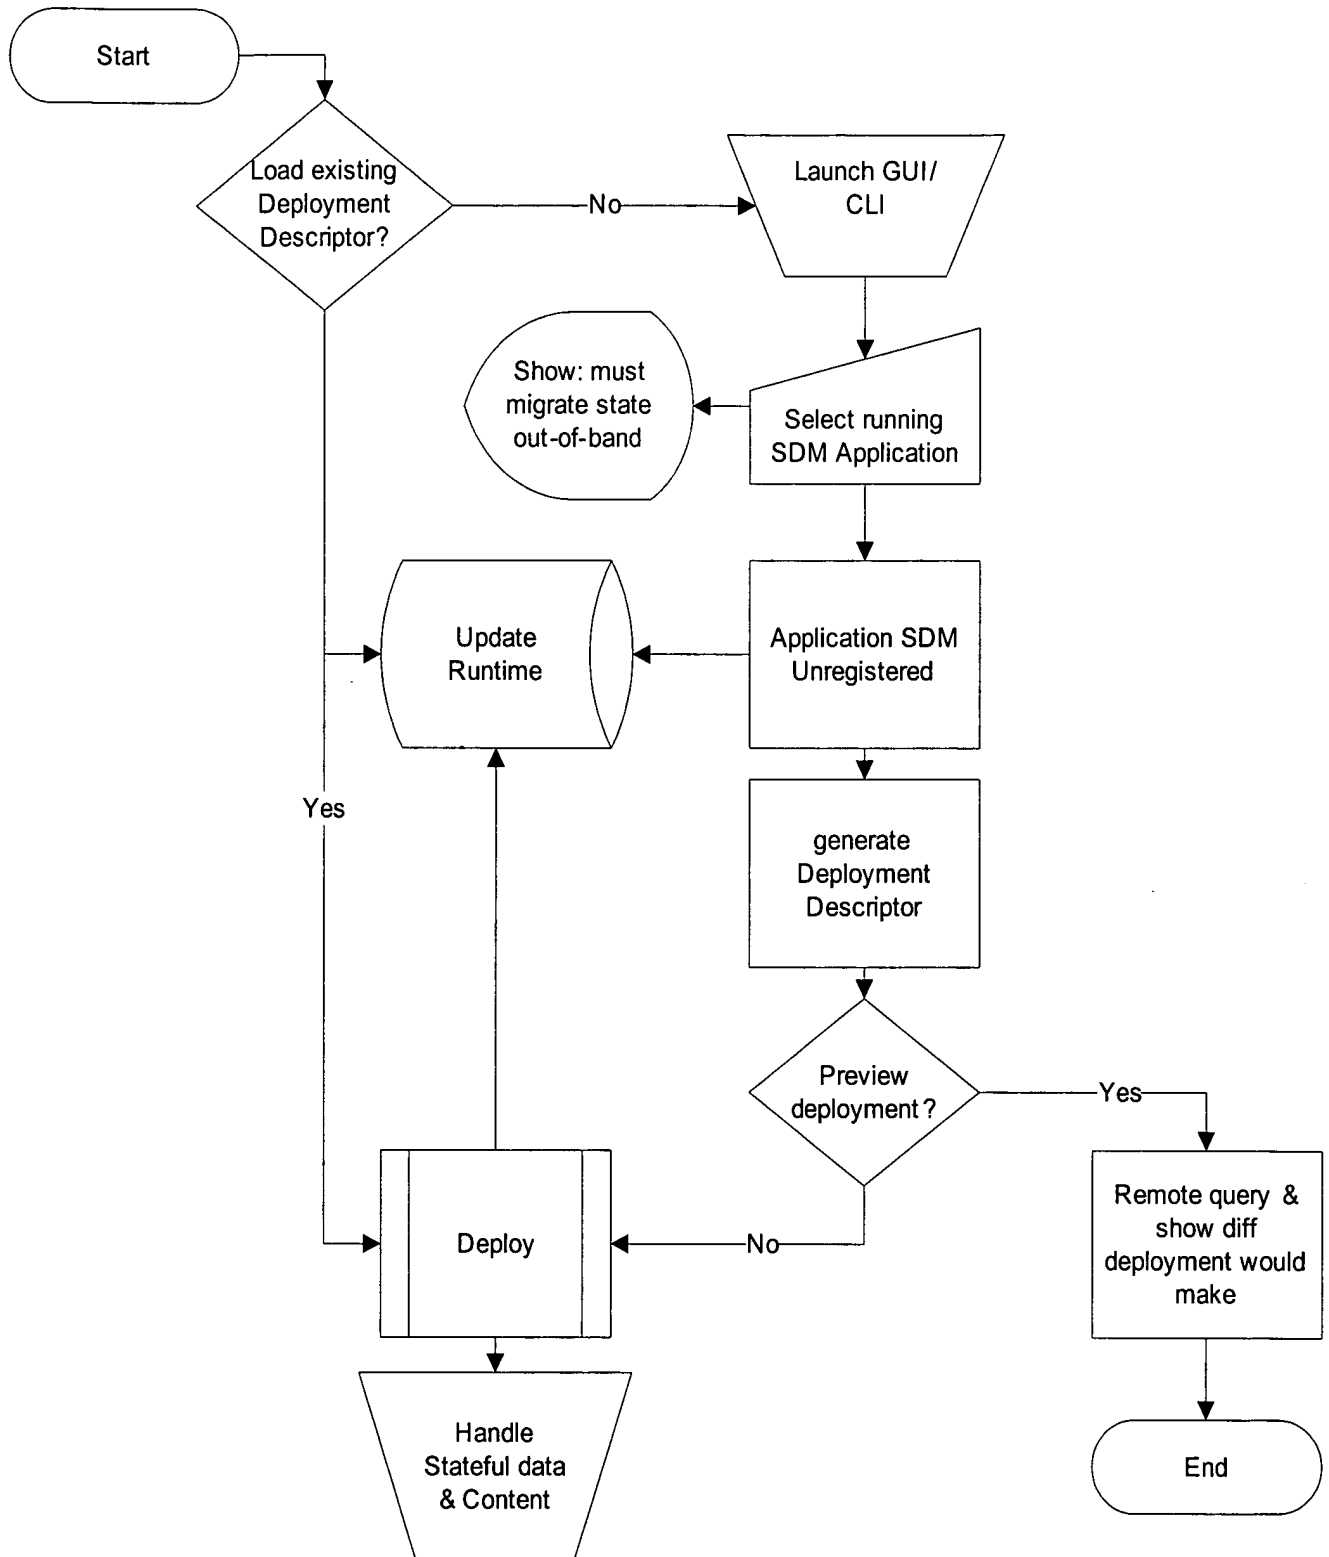 Start
Load existing
Deployment
Descriptor?
No
Launch GUI/
CLI
Show: must
migrate state
out-of-band
Select running
SDM Application
Update
Runtime
Application SDM
Unregistered
Yes
generate
Deployment
Descriptor
Preview
deployment?
Yes
Deploy
No
Remote query &
show diff
deployment would
make
Handle
Stateful data
& Content
End